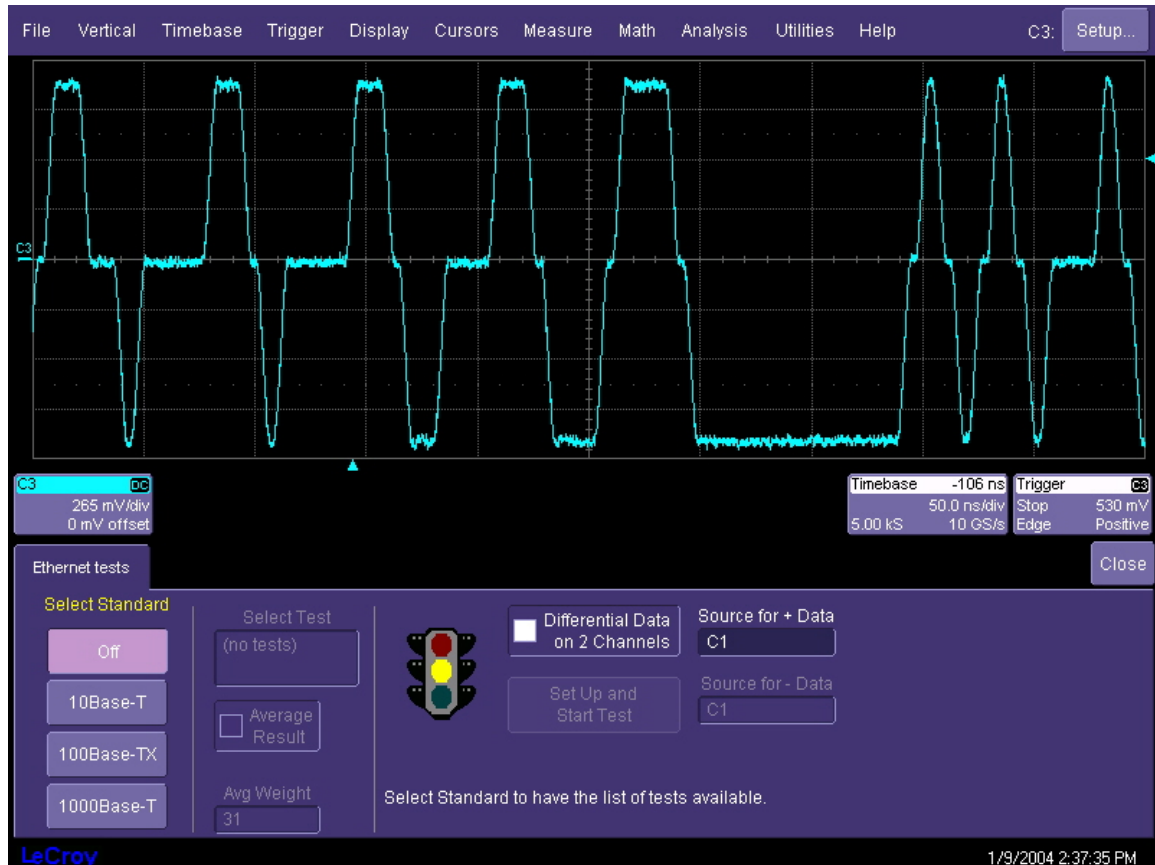 File Vertical Timebase Trigger Display Cursors Measure Math Analysis Utilities Help C3: Setup...
C3
C3 DC
265 mV/div
0 mV offset
Timebase -106 ns
50.0 ns/div
5.00 kS 10 GS/s
Trigger C3
Stop 530 mV
Edge Positive
Ethernet tests
Close
Select Standard
Off
10Base-T
100Base-TX
1000Base-T
Select Test
(no tests)
Average
Result
Avg Weight
31
Differential Data
on 2 Channels
Set Up and
Start Test
Source for + Data
C1
Source for - Data
C1
Select Standard to have the list of tests available.
LeCroy
1/9/2004 2:37:35 PM